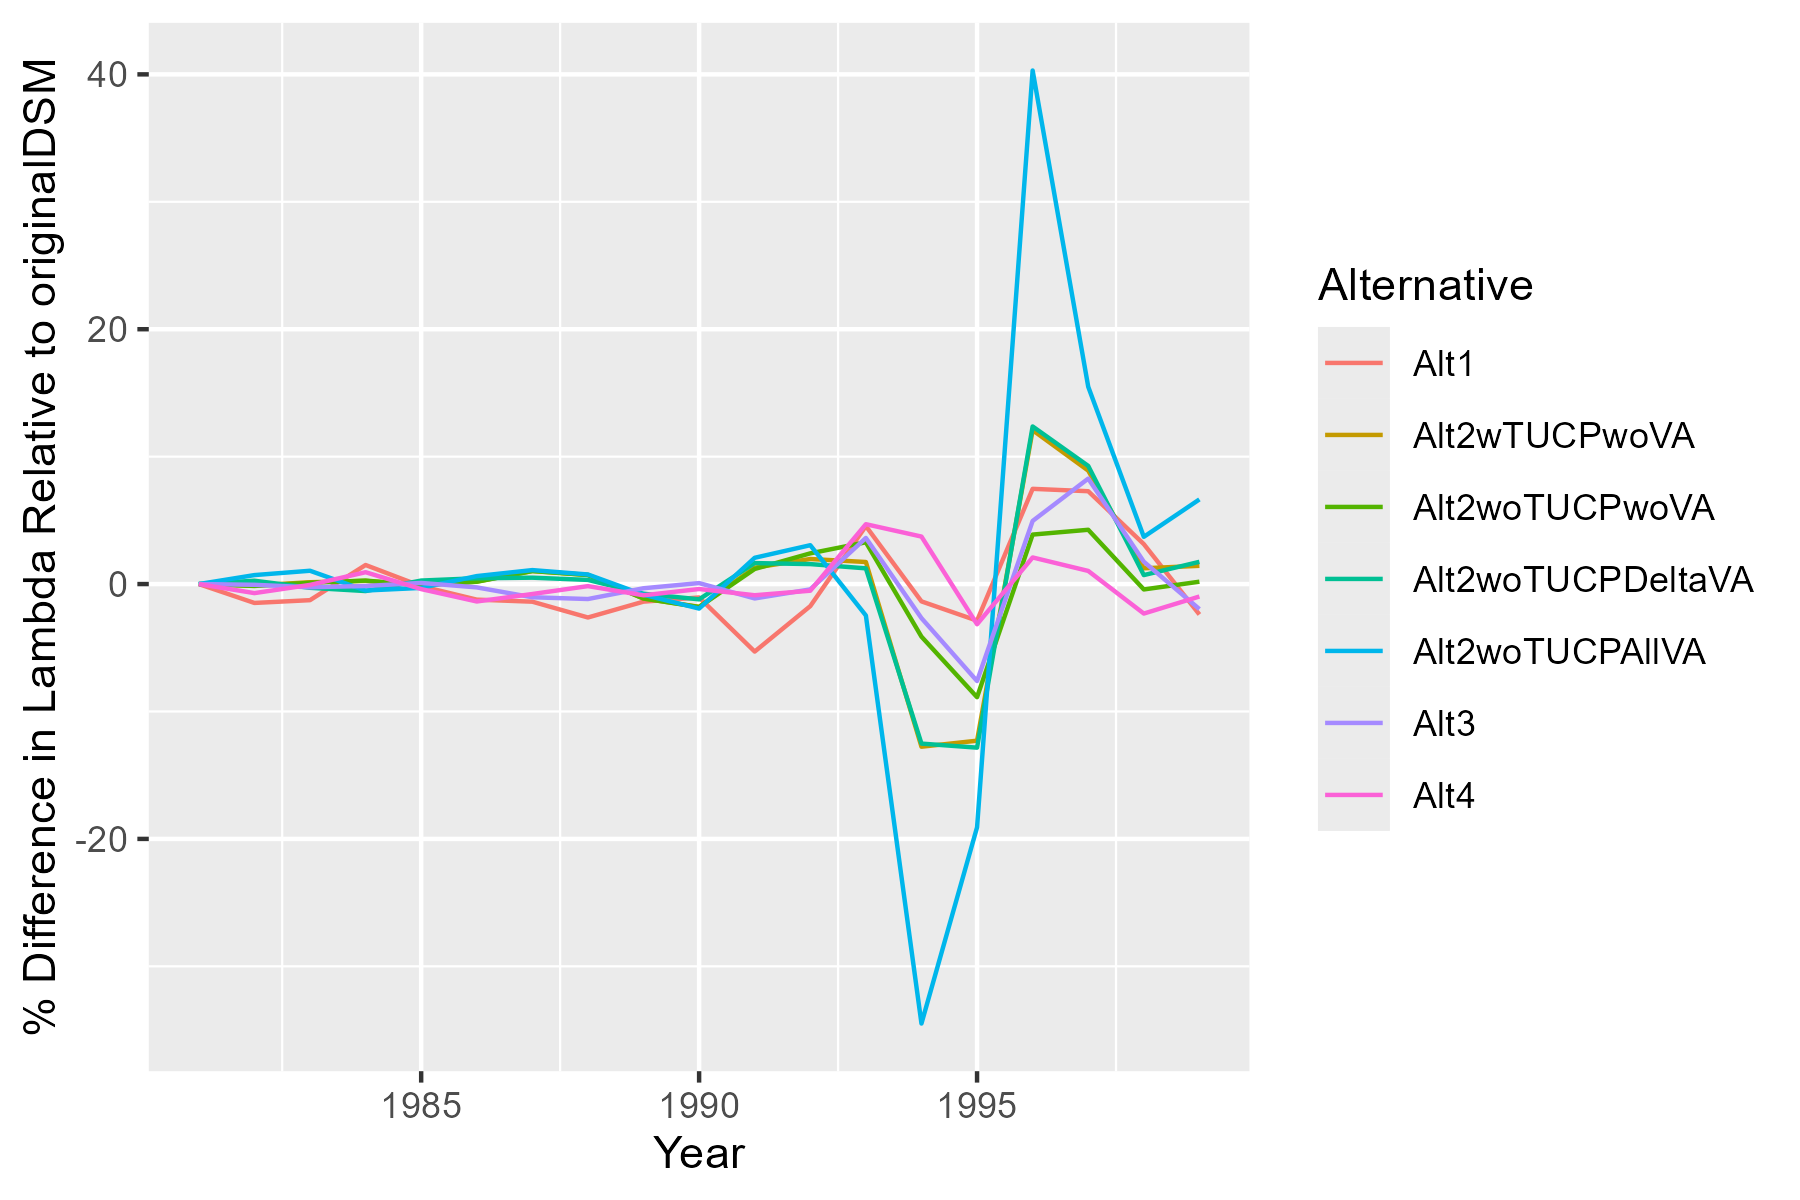 % Difference in Lambda Relative to originalDSM
40
20
0
-20
1985
1990
1995
Year
Alternative
Alt1
Alt2wTUCPwoVA
Alt2woTUCPwoVA
Alt2woTUCPDeltaVA
Alt2woTUCPAllVA
Alt3
Alt4